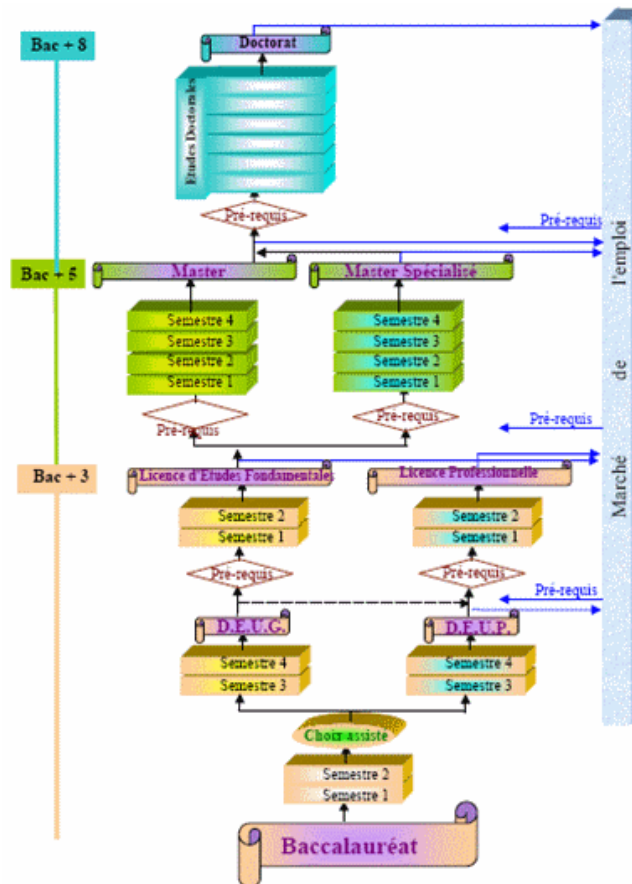 Bac + 8
Doctorat
Etudes Doctorales
Pré-requis
Pré-requis
Bac + 5
Master
Master Spécialisé
Semestre 4
Semestre 3
Semestre 2
Semestre 1
Semestre 4
Semestre 3
Semestre 2
Semestre 1
Pré-requis
Pré-requis
Pré-requis
Bac + 3
Licence d'Etudes Fondamentales
Licence Professionnelle
Semestre 2
Semestre 1
Semestre 2
Semestre 1
Pré-requis
Pré-requis
Pré-requis
D.E.U.G.
D.E.U.P.
Semestre 4
Semestre 3
Semestre 4
Semestre 3
Choix assiste
Semestre 2
Semestre 1
Baccalauréat
Marché de l'emploi